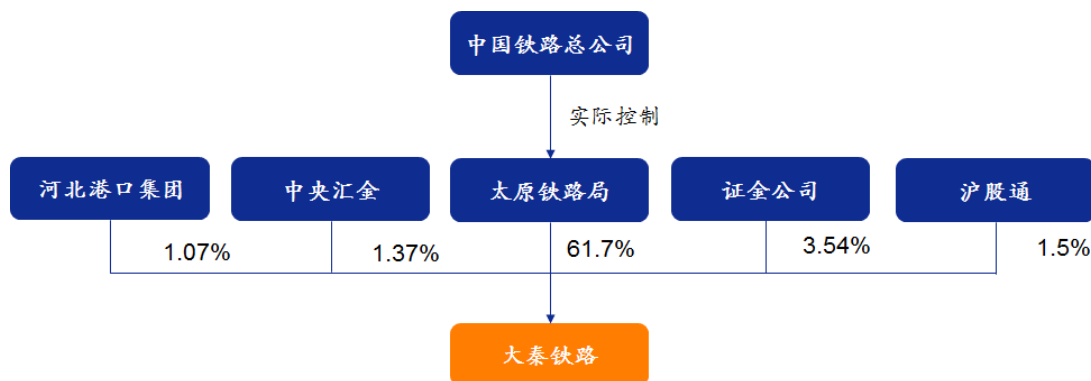 中国铁路总公司
实际控制
河北港口集团
中央汇金
太原铁路局
证金公司
沪股通
1.07%
1.37%
61.7%
3.54%
1.5%
大秦铁路